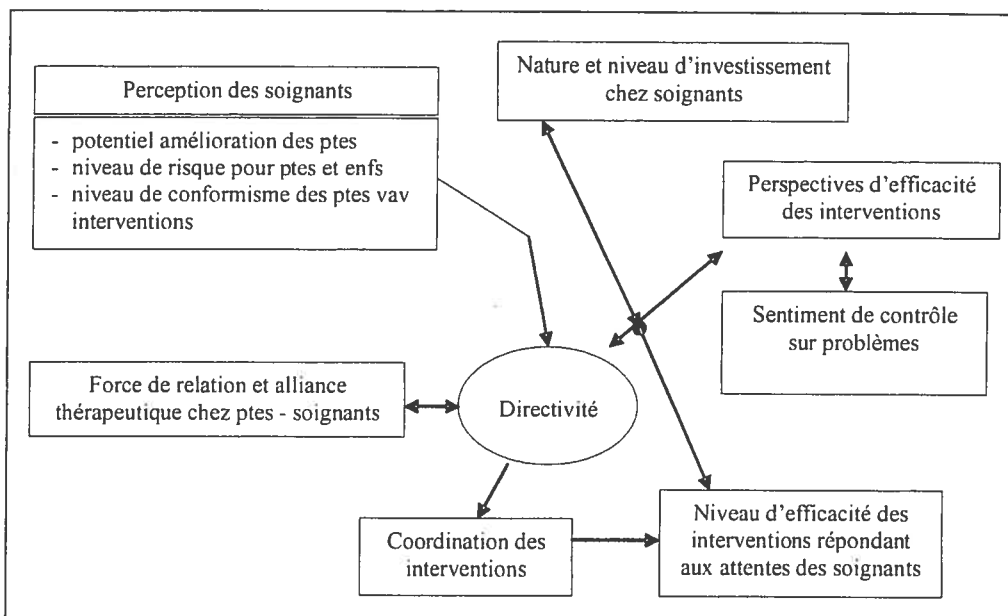 Nature et niveau d'investissement
chez soignants
Perception des soignants
- potentiel amélioration des ptes
- niveau de risque pour ptes et enfs
- niveau de conformisme des ptes vav
interventions
Perspectives d'efficacité
des interventions
Sentiment de contrôle
sur problèmes
Force de relation et alliance
thérapeutique chez ptes - soignants
Directivité
Coordination des
interventions
Niveau d'efficacité des
interventions répondant
aux attentes des soignants